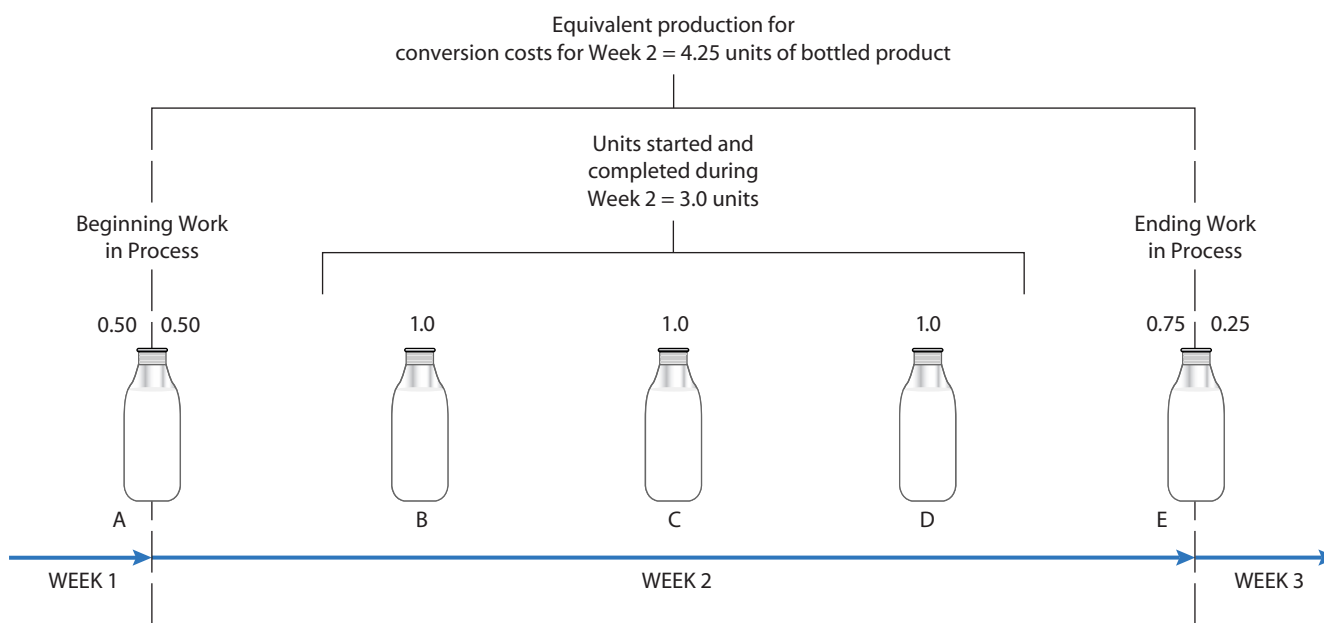 Equivalent production for
conversion costs for Week 2 = 4.25 units of bottled product
Units started and
completed during
Week 2 = 3.0 units
Beginning Work
in Process
Ending Work
in Process
0.50 0.50 1.0 1.0 1.0 0.75 0.25
A B C D E
WEEK 1 WEEK 2 WEEK 3